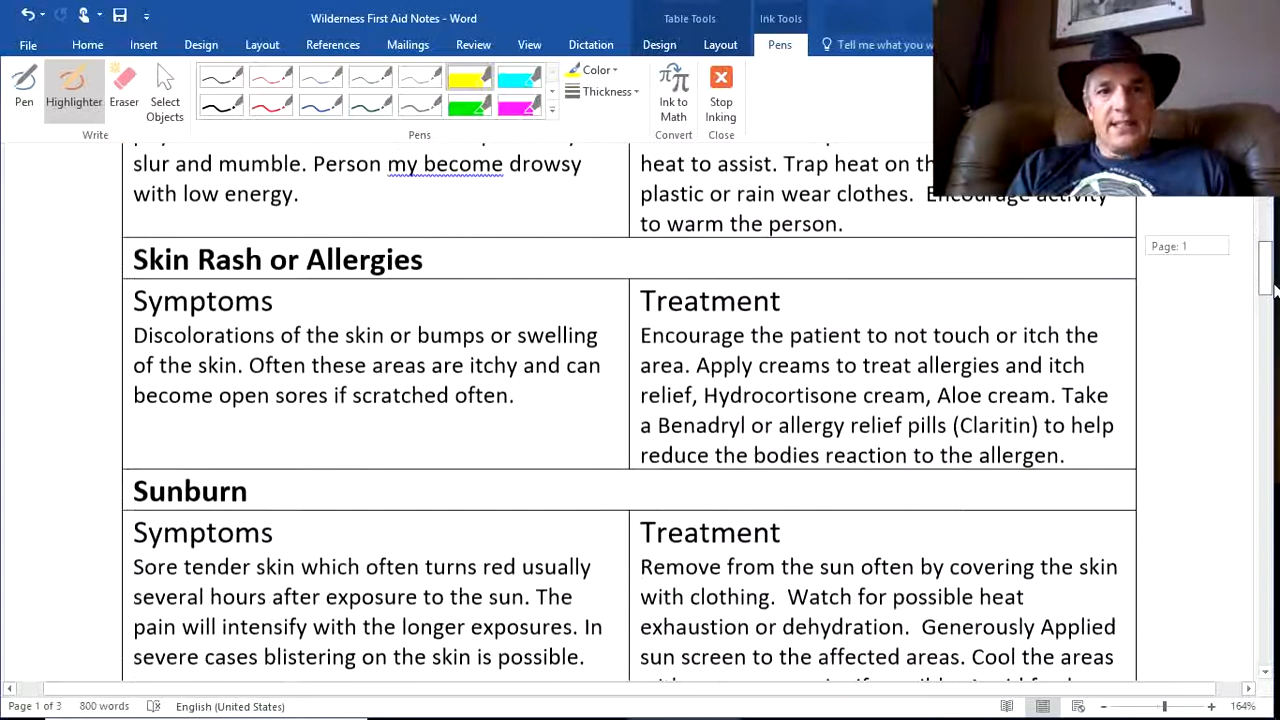 Wilderness First Aid Notes - Word
Table Tools
Ink Tools
File
Home
Insert
Design
Layout
References
Mailings
Review
View
Dictation
Design
Layout
Pens
Tell me what you w
Pen
Highlighter
Eraser
Select Objects
Color
Thickness
Ink to Math
Stop Inking
Write
Pens
Convert
Close
slur and mumble. Person my become drowsy
with low energy.
heat to assist. Trap heat on th
plastic or rain wear clothes. Encourage activity
to warm the person.
Page: 1
Skin Rash or Allergies
Symptoms
Discolorations of the skin or bumps or swelling
of the skin. Often these areas are itchy and can
become open sores if scratched often.
Treatment
Encourage the patient to not touch or itch the
area. Apply creams to treat allergies and itch
relief, Hydrocortisone cream, Aloe cream. Take
a Benadryl or allergy relief pills (Claritin) to help
reduce the bodies reaction to the allergen.
Sunburn
Symptoms
Sore tender skin which often turns red usually
several hours after exposure to the sun. The
pain will intensify with the longer exposures. In
severe cases blistering on the skin is possible.
Treatment
Remove from the sun often by covering the skin
with clothing. Watch for possible heat
exhaustion or dehydration. Generously Applied
sun screen to the affected areas. Cool the areas
Page 1 of 3
800 words
English (United States)
164%